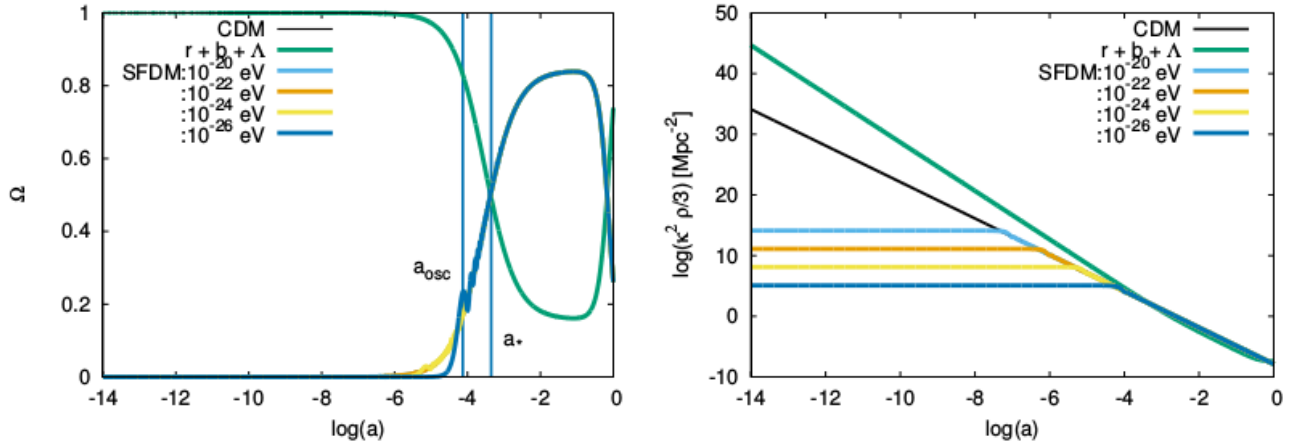 1
0.8
0.6
0.4
0.2
0
Ω
CDM
r + b + Λ
SFDM:10⁻²⁰ eV
:10⁻²² eV
:10⁻²⁴ eV
:10⁻²⁶ eV
a_osc
a_*
-14 -12 -10 -8 -6 -4 -2 0
log(a)
50
40
30
20
10
0
-10
log(κ² ρ/3) [Mpc⁻²]
CDM
r + b + Λ
SFDM:10⁻²⁰ eV
:10⁻²² eV
:10⁻²⁴ eV
:10⁻²⁶ eV
-14 -12 -10 -8 -6 -4 -2 0
log(a)